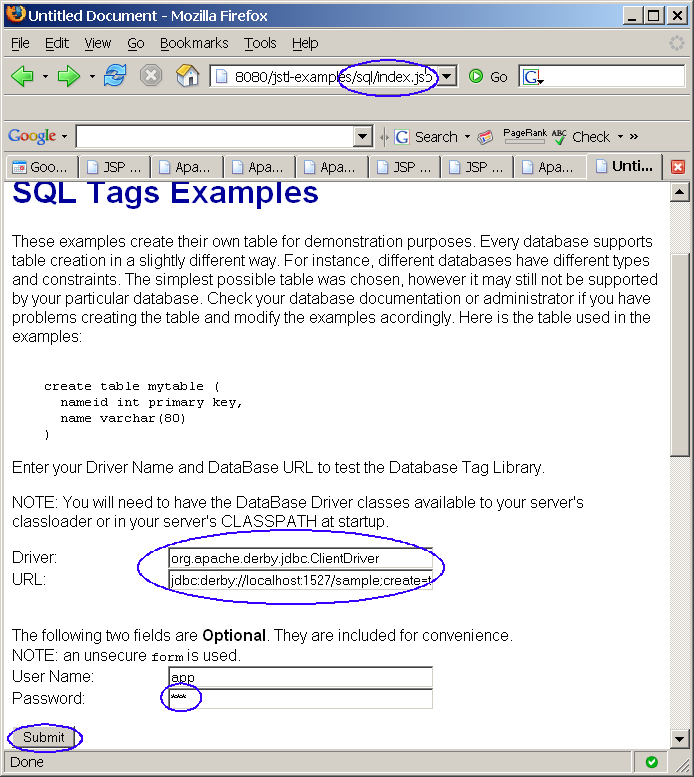 Untitled Document - Mozilla Firefox
File Edit View Go Bookmarks Tools Help
8080/jstl-examples/sql/index.jsp Go G
Google Search PageRank ABC Check »
Goo... JSP ... Apa... Apa... Apa... JSP ... JSP ... Apa... Unti...
SQL Tags Examples
These examples create their own table for demonstration purposes. Every database supports
table creation in a slightly different way. For instance, different databases have different types
and constraints. The simplest possible table was chosen, however it may still not be supported
by your particular database. Check your database documentation or administrator if you have
problems creating the table and modify the examples acordingly. Here is the table used in the
examples:
create table mytable (
nameid int primary key,
name varchar(80)
)
Enter your Driver Name and DataBase URL to test the Database Tag Library.
NOTE: You will need to have the DataBase Driver classes available to your server's
classloader or in your server's CLASSPATH at startup.
Driver: org.apache.derby.jdbc.ClientDriver
URL: jdbc:derby://localhost:1527/sample;create=t
The following two fields are Optional. They are included for convenience.
NOTE: an unsecure form is used.
User Name: app
Password: ***
Submit
Done